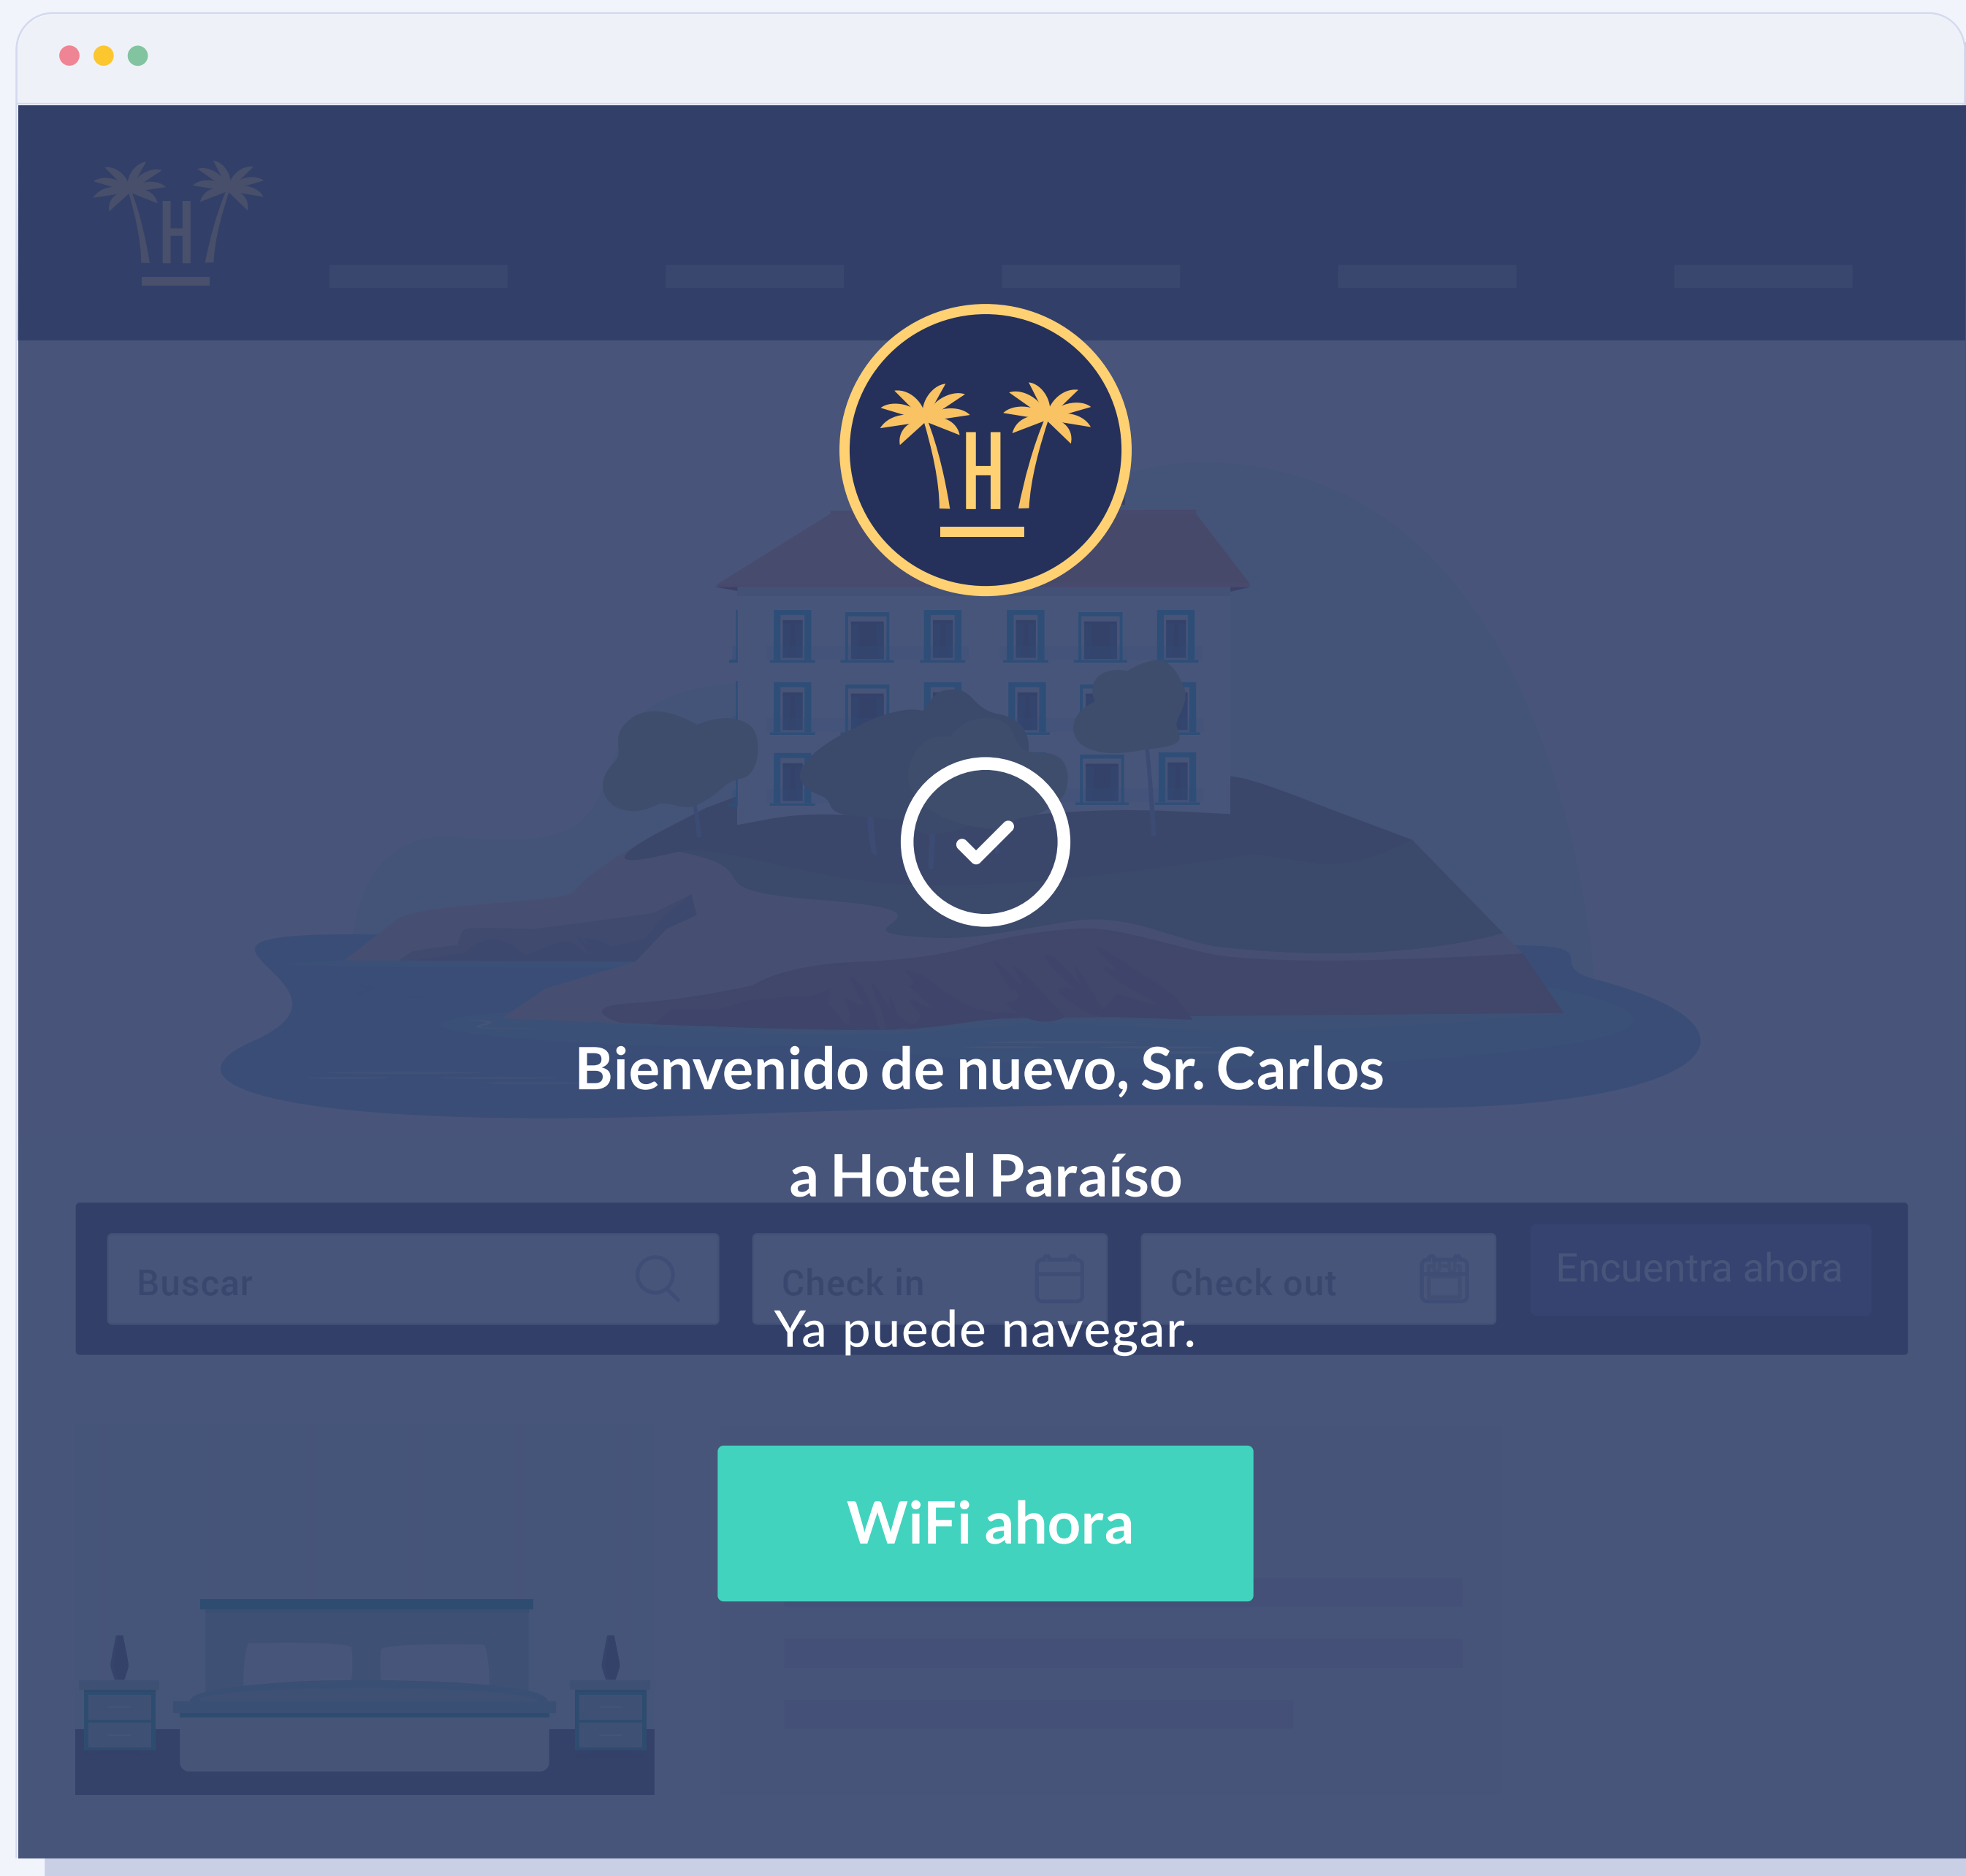 H
H
Bienvenido de nuevo, Sr. Carlos
a Hotel Paraíso
Buscar
Check in
Check out
Encuentra ahora
Ya puede navegar.
WiFi ahora